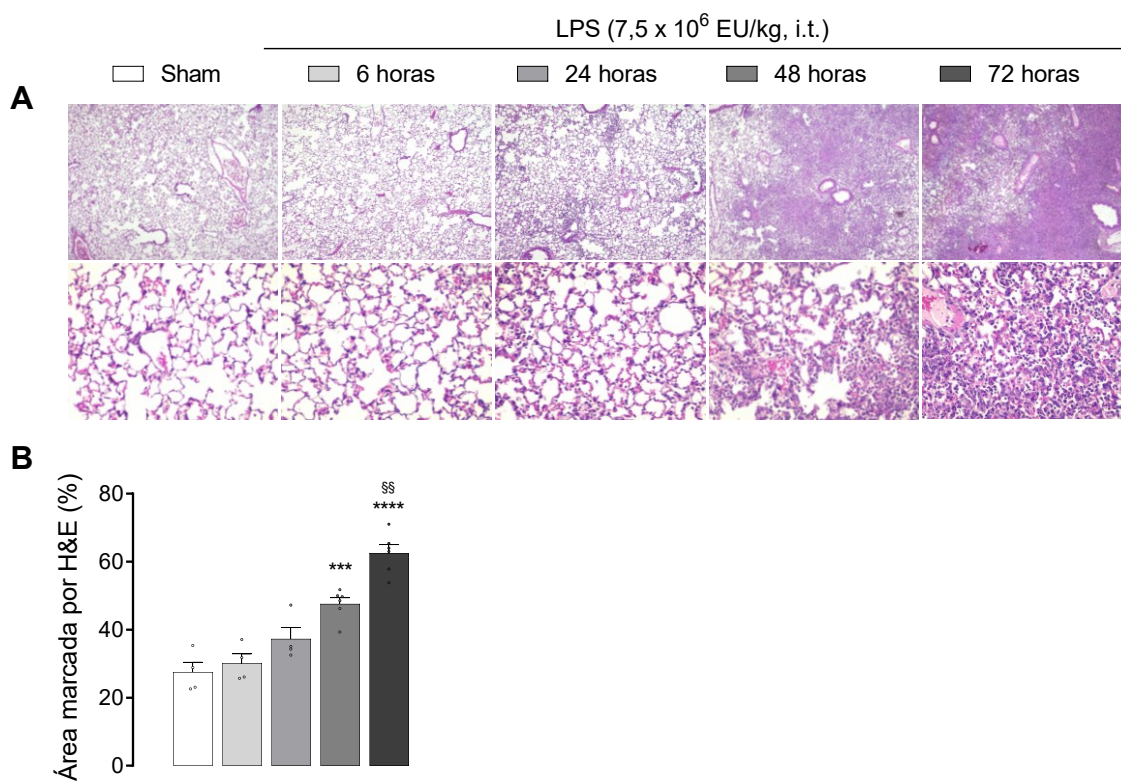 LPS (7,5 x 10⁶ EU/kg, i.t.)
Sham 6 horas 24 horas 48 horas 72 horas
A
B
Área marcada por H&E (%)
80
60
40
20
0
***
§§
****